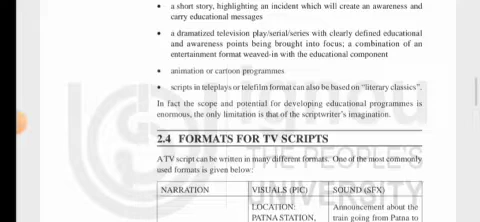 • a short story, highlighting an incident which will create an awareness and
carry educational messages
• a dramatized television play/serial/series with clearly defined educational
and awareness points being brought into focus; a combination of an
entertainment format weaved-in with the educational component
• animation or cartoon programmes
• scripts in teleplays or telefilm format can also be based on "literary classics".
In fact the scope and potential for developing educational programmes is
enormous, the only limitation is that of the scriptwriter's imagination.
2.4 FORMATS FOR TV SCRIPTS
A TV script can be written in many different formats. One of the most commonly
used formats is given below:
NARRATION VISUALS (PIC) SOUND (SFX)
LOCATION: Announcement about the
PATNA STATION, train going from Patna to
ignou
THE PEOPLE'S
UNIVERSITY